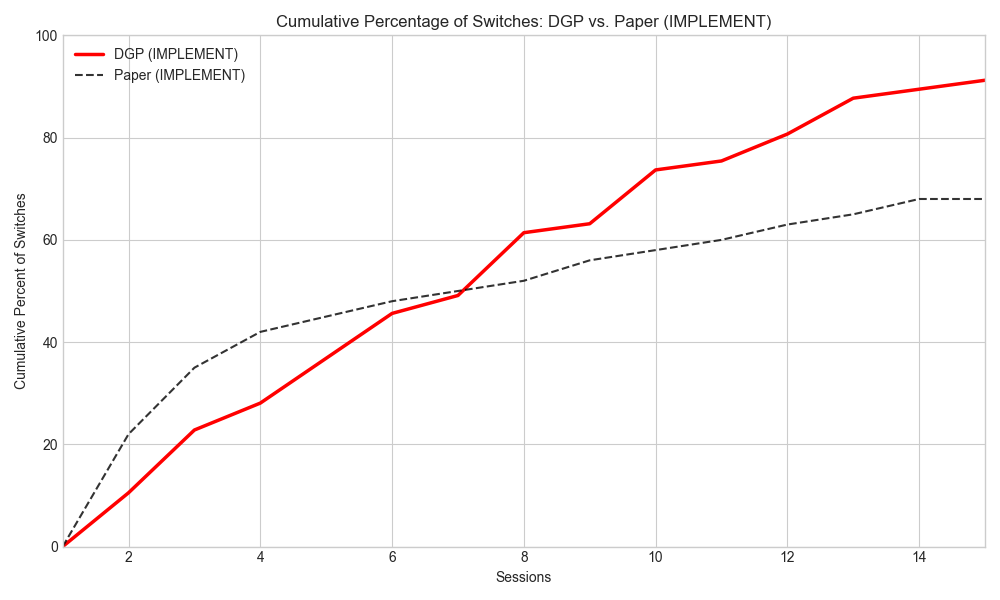 Cumulative Percentage of Switches: DGP vs. Paper (IMPLEMENT)
DGP (IMPLEMENT)
Paper (IMPLEMENT)
Cumulative Percent of Switches
100
80
60
40
20
0
2 4 6 8 10 12 14
Sessions